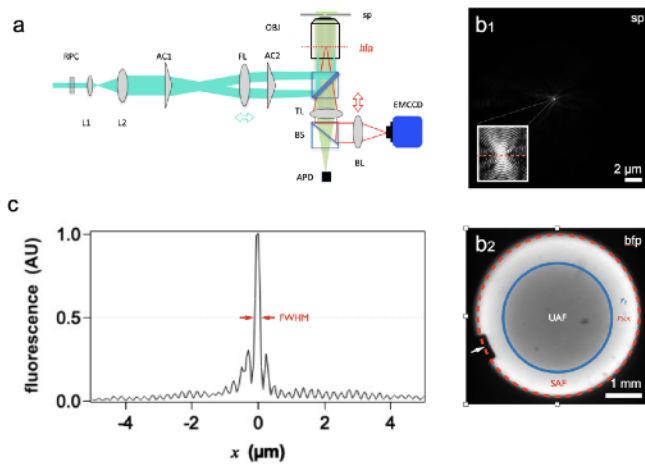 a
OBJ
sp
bfp
RPC
AC1
FL
AC2
L1
L2
TL
BS
EMCCD
BL
APD
b1
sp
2 µm
c
fluorescence (AU)
1.0
0.5
0.0
FWHM
-4
-2
0
2
4
x (µm)
b2
bfp
UAF
SAF
1 mm